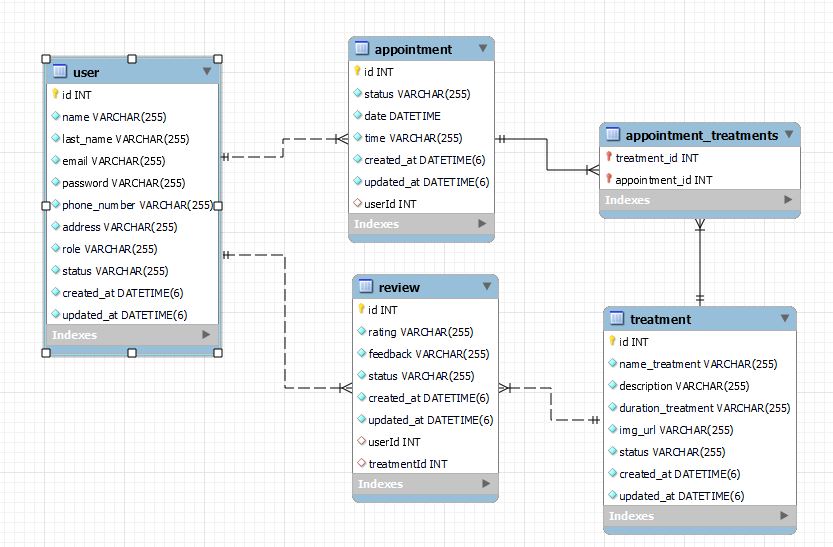 user
id INT
name VARCHAR(255)
last_name VARCHAR(255)
email VARCHAR(255)
password VARCHAR(255)
phone_number VARCHAR(255)
address VARCHAR(255)
role VARCHAR(255)
status VARCHAR(255)
created_at DATETIME(6)
updated_at DATETIME(6)
Indexes
appointment
id INT
status VARCHAR(255)
date DATETIME
time VARCHAR(255)
created_at DATETIME(6)
updated_at DATETIME(6)
userId INT
Indexes
appointment_treatments
treatment_id INT
appointment_id INT
Indexes
review
id INT
rating VARCHAR(255)
feedback VARCHAR(255)
status VARCHAR(255)
created_at DATETIME(6)
updated_at DATETIME(6)
userId INT
treatmentId INT
Indexes
treatment
id INT
name_treatment VARCHAR(255)
description VARCHAR(255)
duration_treatment VARCHAR(255)
img_url VARCHAR(255)
status VARCHAR(255)
created_at DATETIME(6)
updated_at DATETIME(6)
Indexes